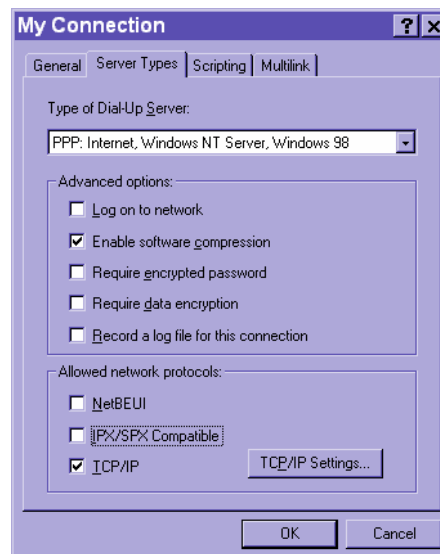 My Connection ? ×
General Server Types Scripting Multilink
Type of Dial-Up Server:
PPP: Internet, Windows NT Server, Windows 98
Advanced options:
Log on to network
Enable software compression
Require encrypted password
Require data encryption
Record a log file for this connection
Allowed network protocols:
NetBEUI
IPX/SPX Compatible
TCP/IP TCP/IP Settings...
OK Cancel